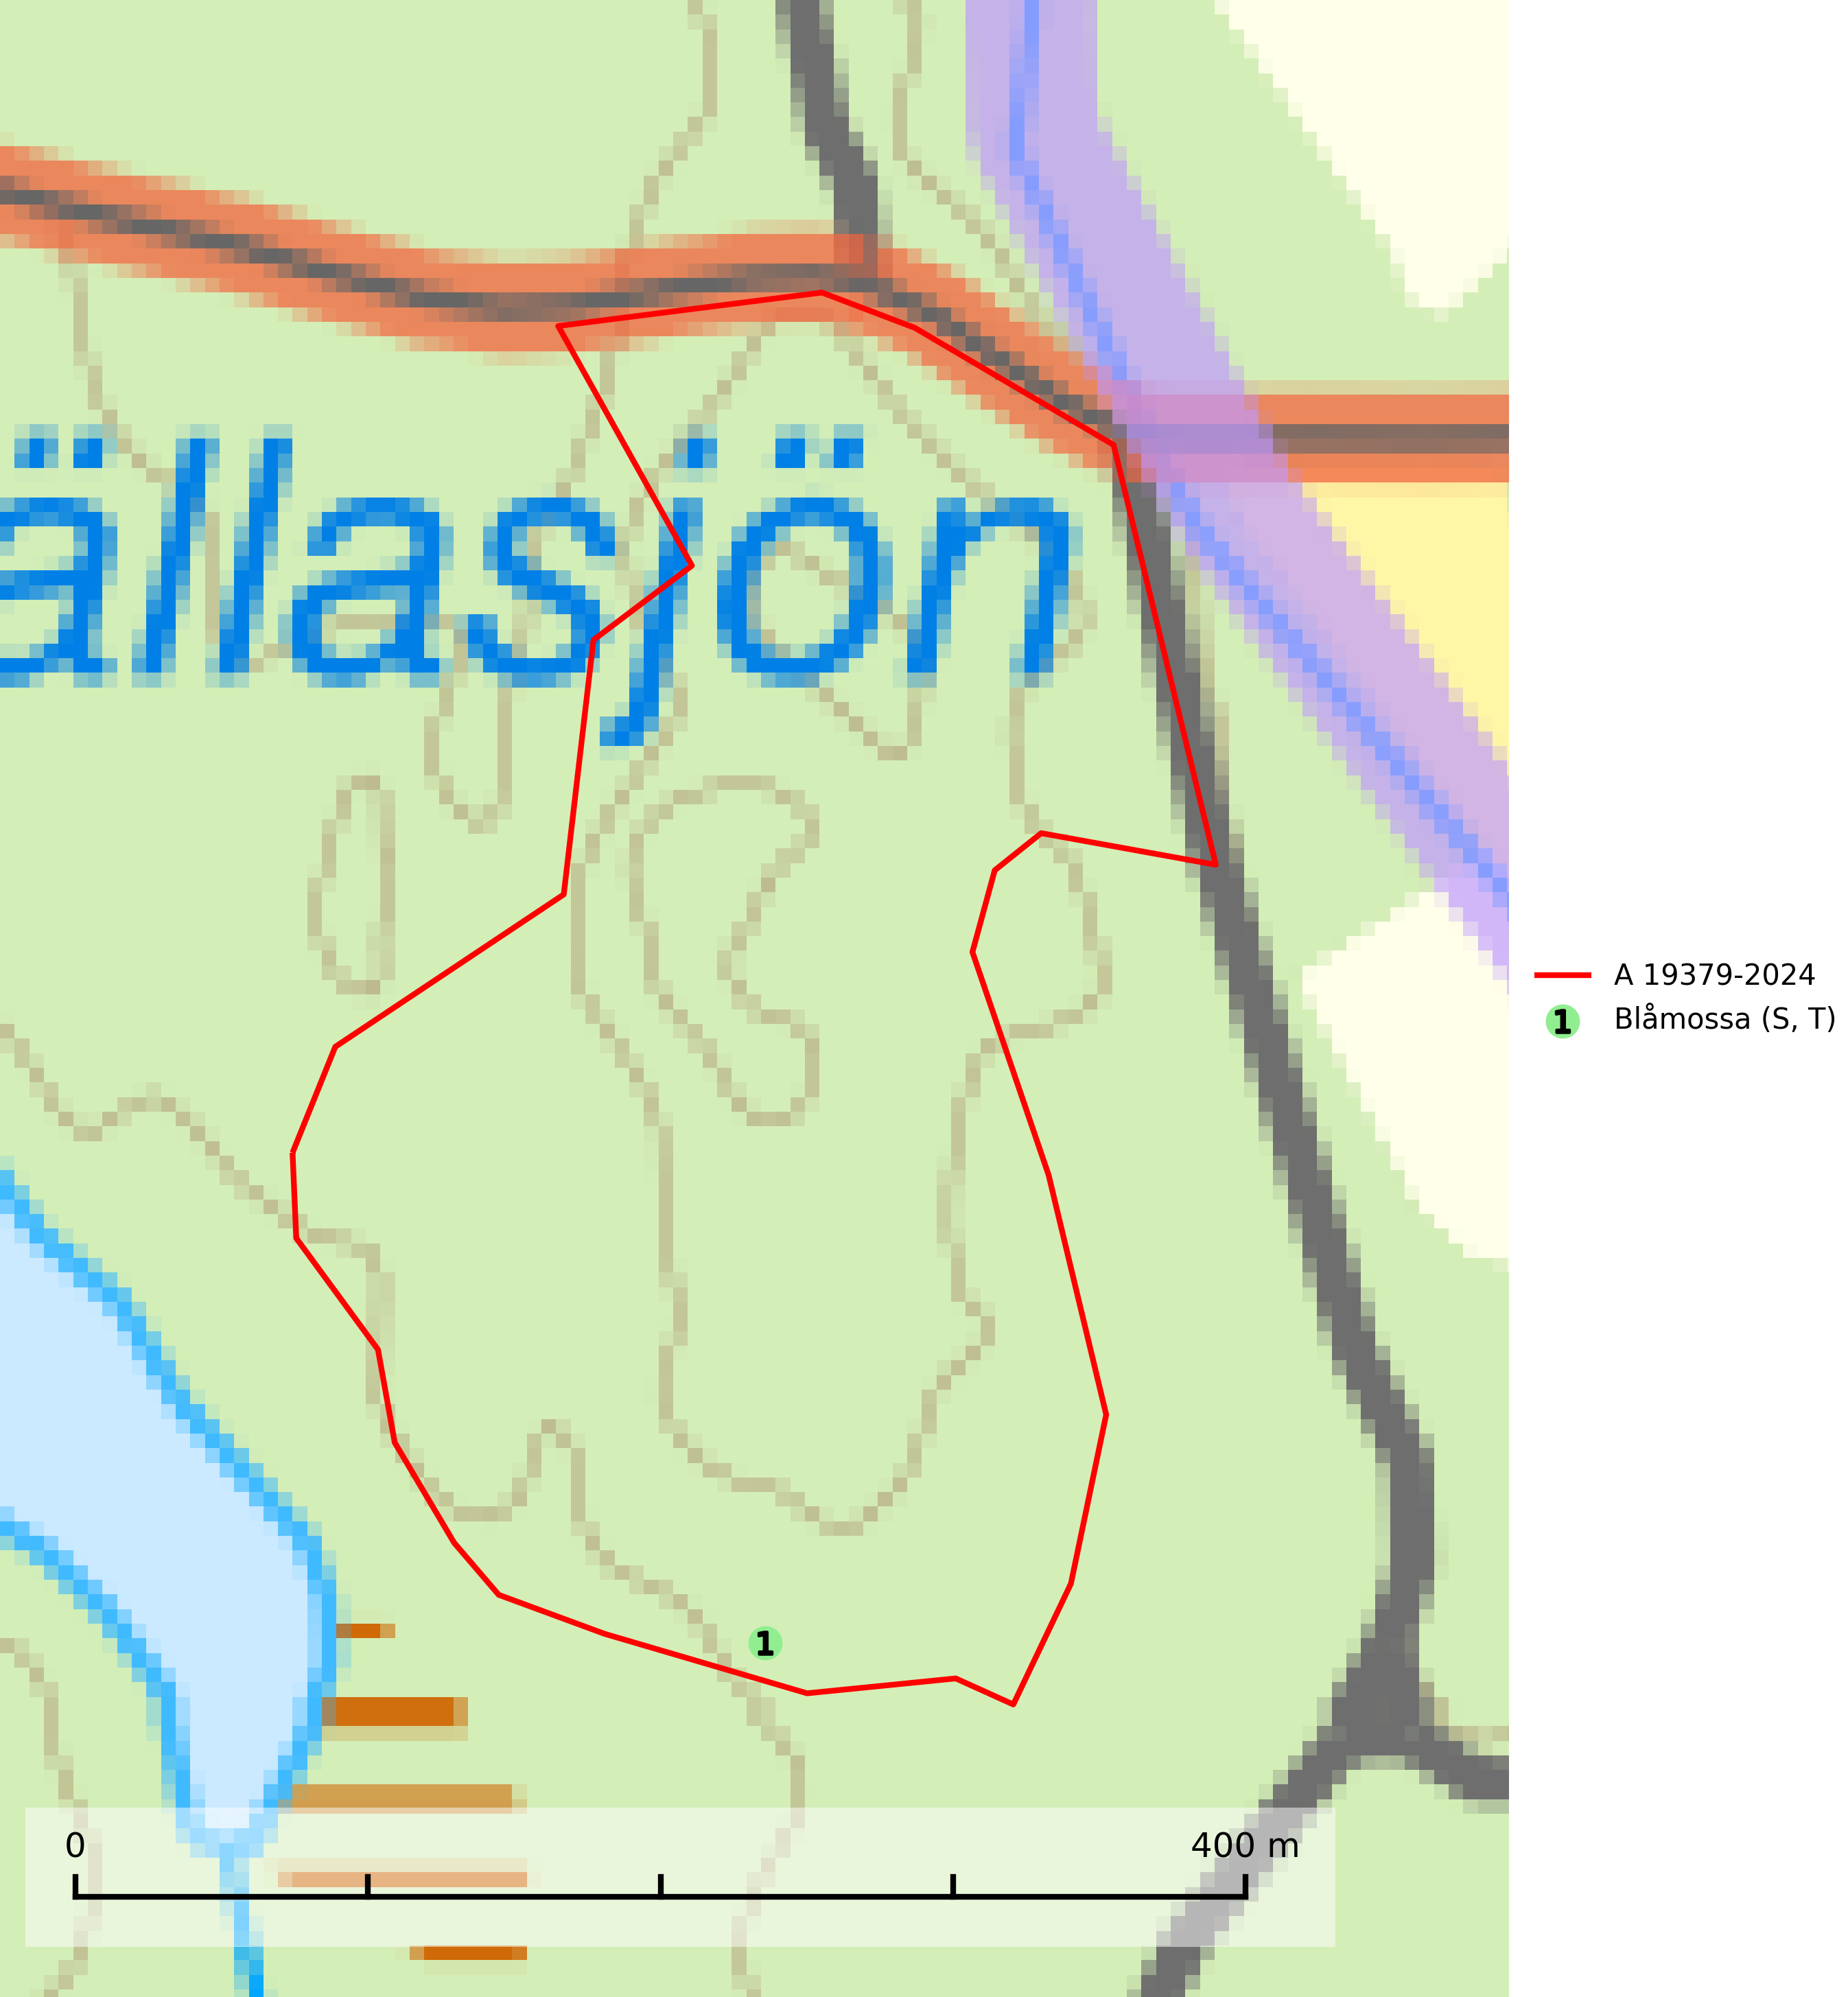 ällasjön
A 19379-2024
1 Blåmossa (S, T)
1
0 400 m